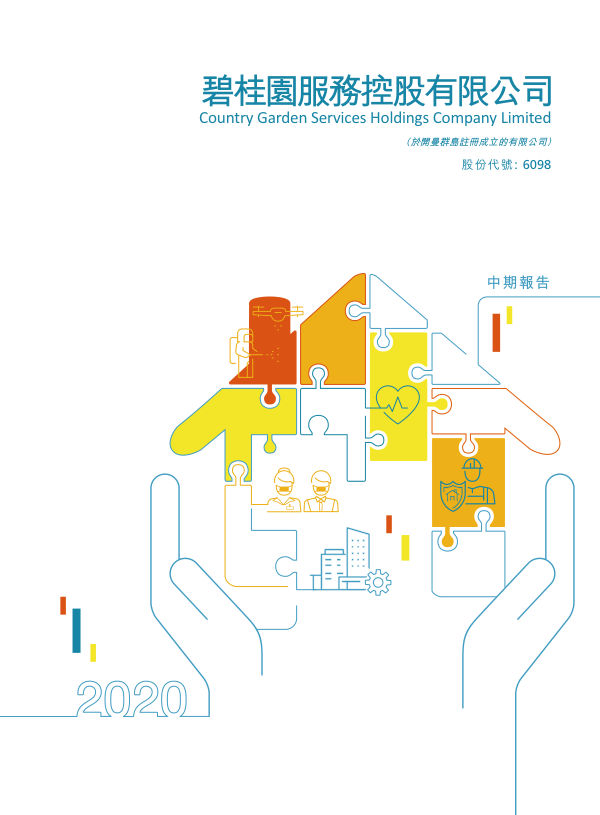 碧桂園服務控股有限公司
Country Garden Services Holdings Company Limited
(於開曼群島註冊成立的有限公司)
股份代號: 6098
中期報告
2020